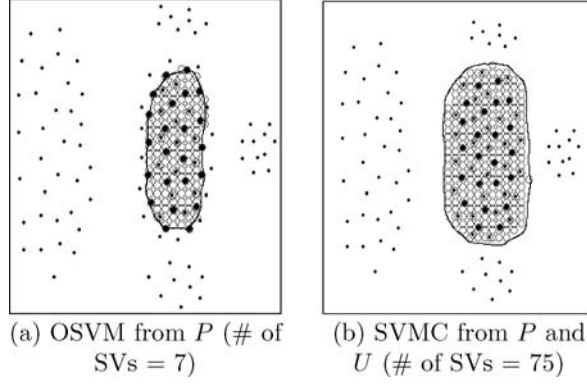 (a) OSVM from P (# of
SVs = 7)
(b) SVMC from P and
U (# of SVs = 75)